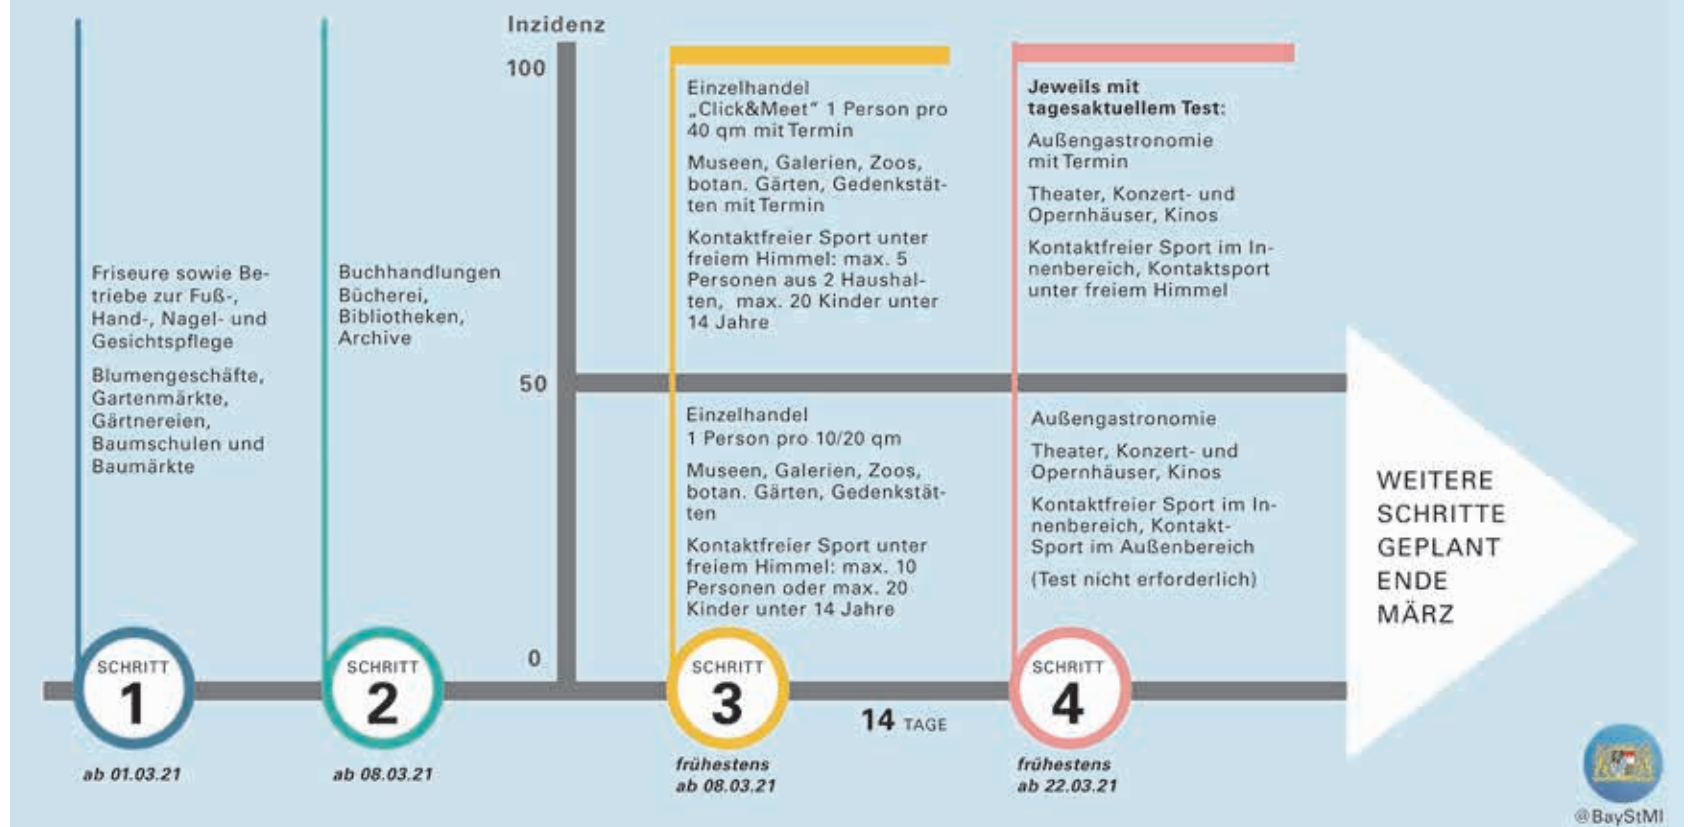 Friseure sowie Be-
triebe zur Fuß-,
Hand-, Nagel- und
Gesichtspflege
Blumengeschäfte,
Gartenmärkte,
Gärtnereien,
Baumschulen und
Baumärkte
SCHRITT
1
ab 01.03.21
Buchhandlungen
Bücherei,
Bibliotheken,
Archive
SCHRITT
2
ab 08.03.21
Inzidenz
100
50
0
Einzelhandel
„Click&Meet“ 1 Person pro
40 qm mit Termin
Museen, Galerien, Zoos,
botan. Gärten, Gedenkstät-
ten mit Termin
Kontaktfreier Sport unter
freiem Himmel: max. 5
Personen aus 2 Haushal-
ten, max. 20 Kinder unter
14 Jahre
Einzelhandel
1 Person pro 10/20 qm
Museen, Galerien, Zoos,
botan. Gärten, Gedenkstät-
ten
Kontaktfreier Sport unter
freiem Himmel: max. 10
Personen oder max. 20
Kinder unter 14 Jahre
SCHRITT
3
frühestens
ab 08.03.21
14 TAGE
Jeweils mit
tagesaktuellem Test:
Außengastronomie
mit Termin
Theater, Konzert- und
Opernhäuser, Kinos
Kontaktfreier Sport im In-
nenbereich, Kontaktsport
unter freiem Himmel
Außengastronomie
Theater, Konzert- und
Opernhäuser, Kinos
Kontaktfreier Sport im In-
nenbereich, Kontakt-
Sport im Außenbereich
(Test nicht erforderlich)
SCHRITT
4
frühestens
ab 22.03.21
WEITERE
SCHRITTE
GEPLANT
ENDE
MÄRZ
@BayStMI